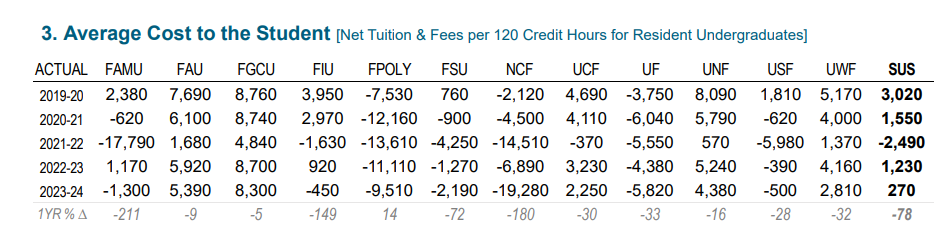 3. Average Cost to the Student [Net Tuition & Fees per 120 Credit Hours for Resident Undergraduates]
ACTUAL FAMU FAU FGCU FIU FPOLY FSU NCF UCF UF UNF USF UWF SUS
2019-20 2,380 7,690 8,760 3,950 -7,530 760 -2,120 4,690 -3,750 8,090 1,810 5,170 3,020
2020-21 -620 6,100 8,740 2,970 -12,160 -900 -4,500 4,110 -6,040 5,790 -620 4,000 1,550
2021-22 -17,790 1,680 4,840 -1,630 -13,610 -4,250 -14,510 -370 -5,550 570 -5,980 1,370 -2,490
2022-23 1,170 5,920 8,700 920 -11,110 -1,270 -6,890 3,230 -4,380 5,240 -390 4,160 1,230
2023-24 -1,300 5,390 8,300 -450 -9,510 -2,190 -19,280 2,250 -5,820 4,380 -500 2,810 270
1YR % Δ -211 -9 -5 -149 14 -72 -180 -30 -33 -16 -28 -32 -78